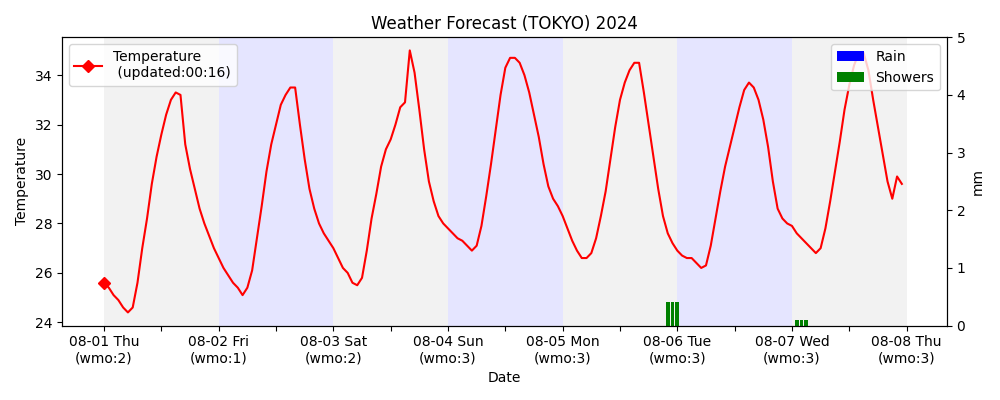 Weather Forecast (TOKYO) 2024
Temperature
(updated:00:16)
Rain
Showers
Temperature
34
32
30
28
26
24
5
4
3
2
1
0
mm
08-01 Thu
(wmo:2)
08-02 Fri
(wmo:1)
08-03 Sat
(wmo:2)
08-04 Sun
(wmo:3)
08-05 Mon
(wmo:3)
08-06 Tue
(wmo:3)
08-07 Wed
(wmo:3)
08-08 Thu
(wmo:3)
Date